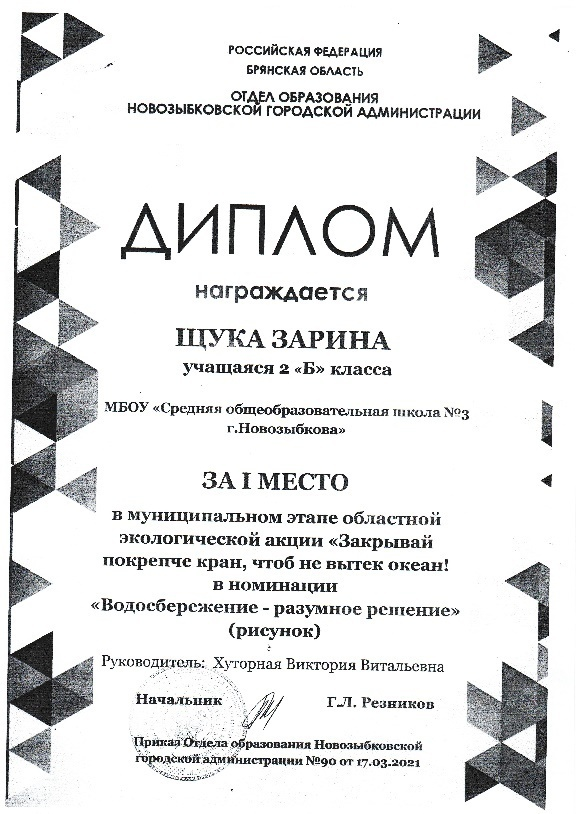 РОССИЙСКАЯ ФЕДЕРАЦИЯ
БРЯНСКАЯ ОБЛАСТЬ
ОТДЕЛ ОБРАЗОВАНИЯ
НОВОЗЫБКОВСКОЙ ГОРОДСКОЙ АДМИНИСТРАЦИИ
ДИПЛОМ
награждается
ЩУКА ЗАРИНА
учащаяся 2 «Б» класса
МБОУ «Средняя общеобразовательная школа №3
г.Новозыбкова»
ЗА I МЕСТО
в муниципальном этапе областной
экологической акции «Закрывай
покрепче кран, чтоб не вытек океан!
в номинации
«Водосбережение - разумное решение»
(рисунок)
Руководитель: Хуторная Виктория Витальевна
Начальник Г.Л. Резников
Приказ Отдела образования Новозыбковской
городской администрации №90 от 17.03.2021